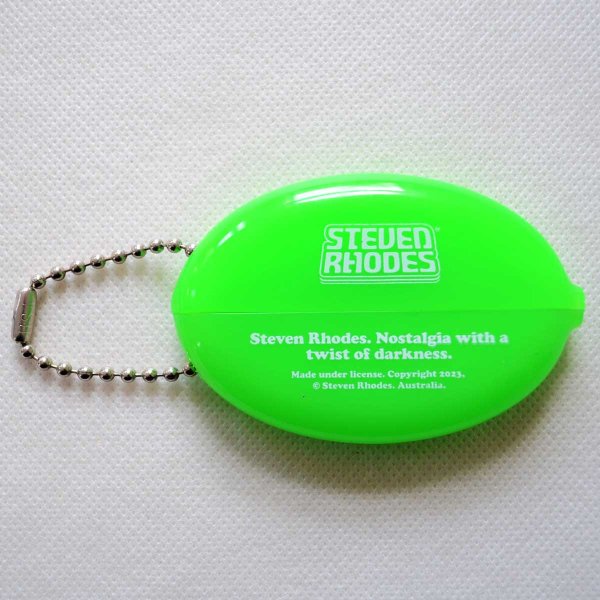 STEVEN
RHODES
Steven Rhodes. Nostalgia with a
twist of darkness.
Made under license. Copyright 2023,
© Steven Rhodes. Australia.